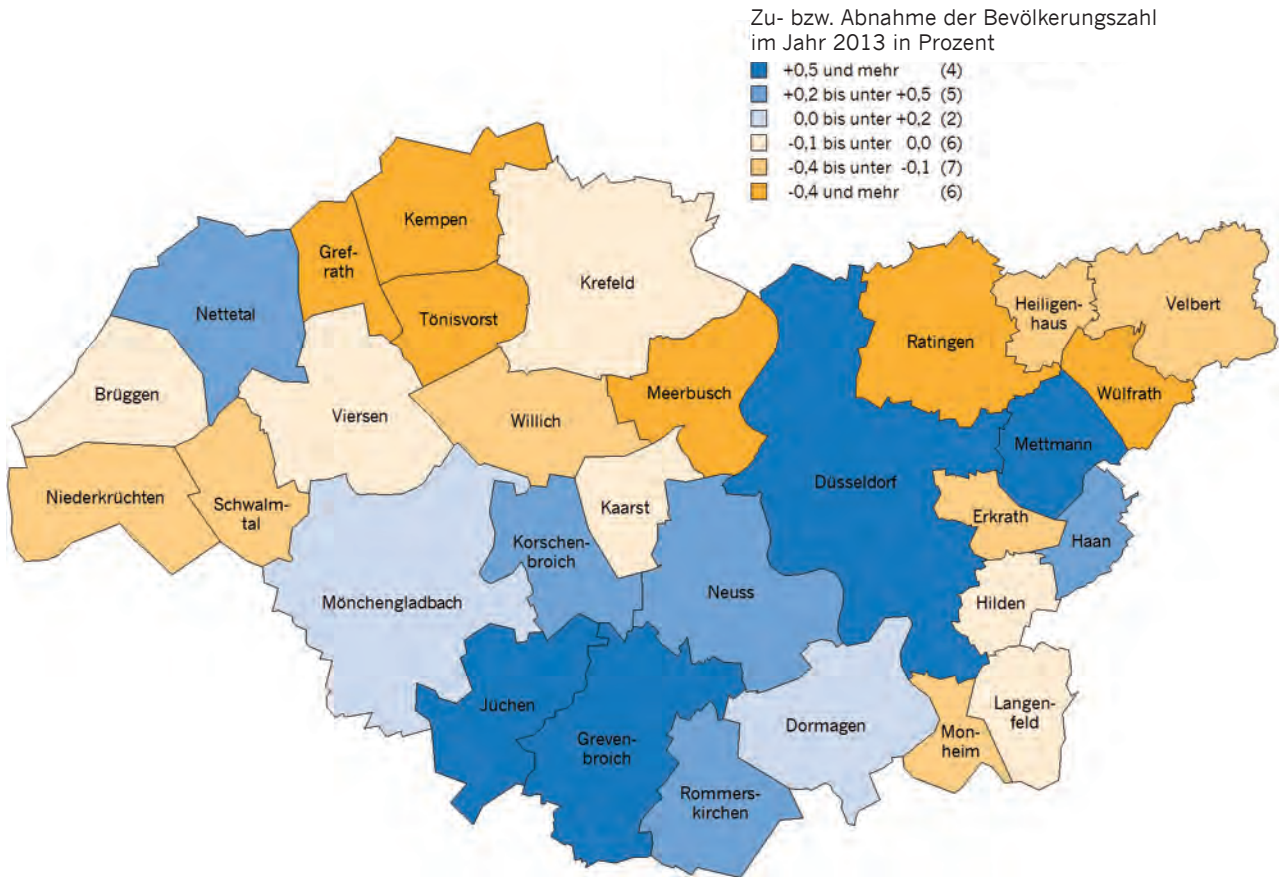 Zu- bzw. Abnahme der Bevölkerungszahl
im Jahr 2013 in Prozent
+0,5 und mehr (4)
+0,2 bis unter +0,5 (5)
0,0 bis unter +0,2 (2)
-0,1 bis unter 0,0 (6)
-0,4 bis unter -0,1 (7)
-0,4 und mehr (6)
Kempen
Gref-
rath
Krefeld
Nettetal
Tönisvorst
Heiligen-
haus
Velbert
Ratingen
Brüggen
Viersen
Willich
Meerbusch
Wülfrath
Mettmann
Niederkrüchten
Schwalm-
tal
Düsseldorf
Kaarst
Erkrath
Korschen-
broich
Haan
Mönchengladbach
Neuss
Hilden
Jüchen
Greven-
broich
Dormagen
Langen-
feld
Mon-
heim
Rommers-
kirchen